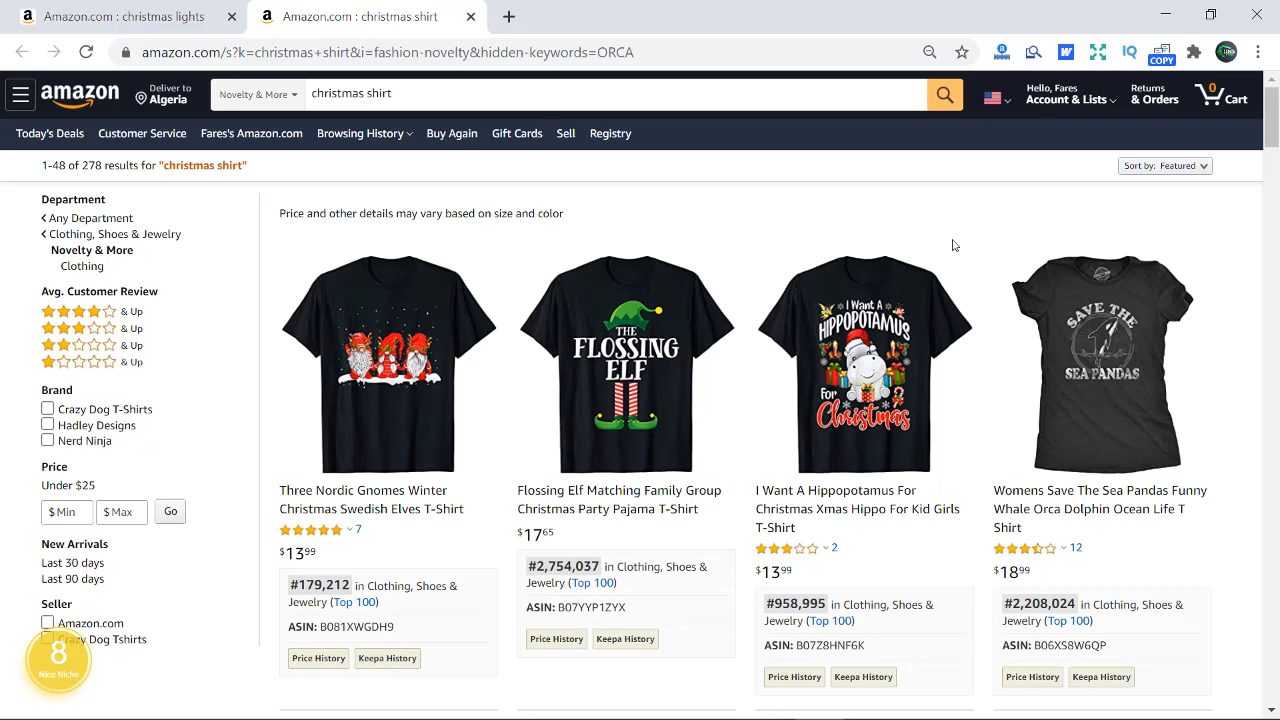 Amazon.com : christmas lights
Amazon.com : christmas shirt
amazon.com/s?k=christmas+shirt&i=fashion-novelty&hidden-keywords=ORCA
IQ
COPY
amazon
Deliver to
Algeria
Novelty & More
christmas shirt
Hello, Fares
Account & Lists
Returns
& Orders
0
Cart
Today's Deals
Customer Service
Fares's Amazon.com
Browsing History
Buy Again
Gift Cards
Sell
Registry
1-48 of 278 results for "christmas shirt"
Sort by: Featured
Department
Any Department
Clothing, Shoes & Jewelry
Novelty & More
Clothing
Avg. Customer Review
& Up
& Up
& Up
& Up
Brand
Crazy Dog T-Shirts
Hadley Designs
Nerd Ninja
Price
Under $25
$ Min
$ Max
Go
New Arrivals
Last 30 days
Last 90 days
Seller
Amazon.com
Crazy Dog Tshirts
8
Nice Niche
Price and other details may vary based on size and color
Three Nordic Gnomes Winter
Christmas Swedish Elves T-Shirt
7
$13.99
#179,212 in Clothing, Shoes &
Jewelry (Top 100)
ASIN: B081XWGDH9
Price History
Keepa History
THE
FLOSSING
ELF
Flossing Elf Matching Family Group
Christmas Party Pajama T-Shirt
$17.65
#2,754,037 in Clothing, Shoes &
Jewelry (Top 100)
ASIN: B07YYP1ZYX
Price History
Keepa History
I Want A
HIPPOPOTAMUS
For
Christmas
I Want A Hippopotamus For
Christmas Xmas Hippo For Kid Girls
T-Shirt
2
$13.99
#958,995 in Clothing, Shoes &
Jewelry (Top 100)
ASIN: B07Z8HNF6K
Price History
Keepa History
SAVE THE
SEA PANDAS
Womens Save The Sea Pandas Funny
Whale Orca Dolphin Ocean Life T
Shirt
12
$18.99
#2,208,024 in Clothing, Shoes &
Jewelry (Top 100)
ASIN: B06XS8W6QP
Price History
Keepa History